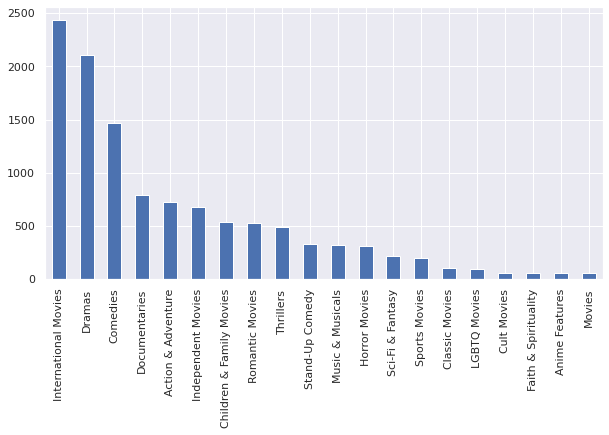 2500
2000
1500
1000
500
0
International Movies
Dramas
Comedies
Documentaries
Action & Adventure
Independent Movies
Children & Family Movies
Romantic Movies
Thrillers
Stand-Up Comedy
Music & Musicals
Horror Movies
Sci-Fi & Fantasy
Sports Movies
Classic Movies
LGBTQ Movies
Cult Movies
Faith & Spirituality
Anime Features
Movies